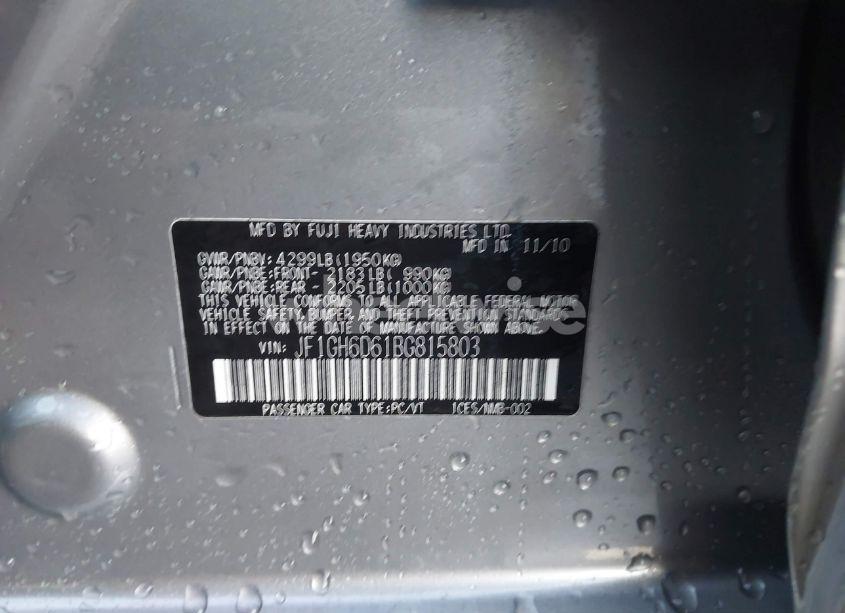 MFD BY FUJI HEAVY INDUSTRIES LTD.
MFD IN 11/10
GVWR/PNBV: 4299LB(1950KG)
GAWR/PNBE:FRONT- 2183LB( 990KG)
GAWR/PNBE:REAR - 2205LB(1000KG)
THIS VEHICLE CONFORMS TO ALL APPLICABLE FEDERAL MOTOR
VEHICLE SAFETY, BUMPER, AND THEFT PREVENTION STANDARDS
IN EFFECT ON THE DATE OF MANUFACTURE SHOWN ABOVE.
VIN: JF1GH6D61BG815803
PASSENGER CAR TYPE:PC/VT ICES/NMB-002